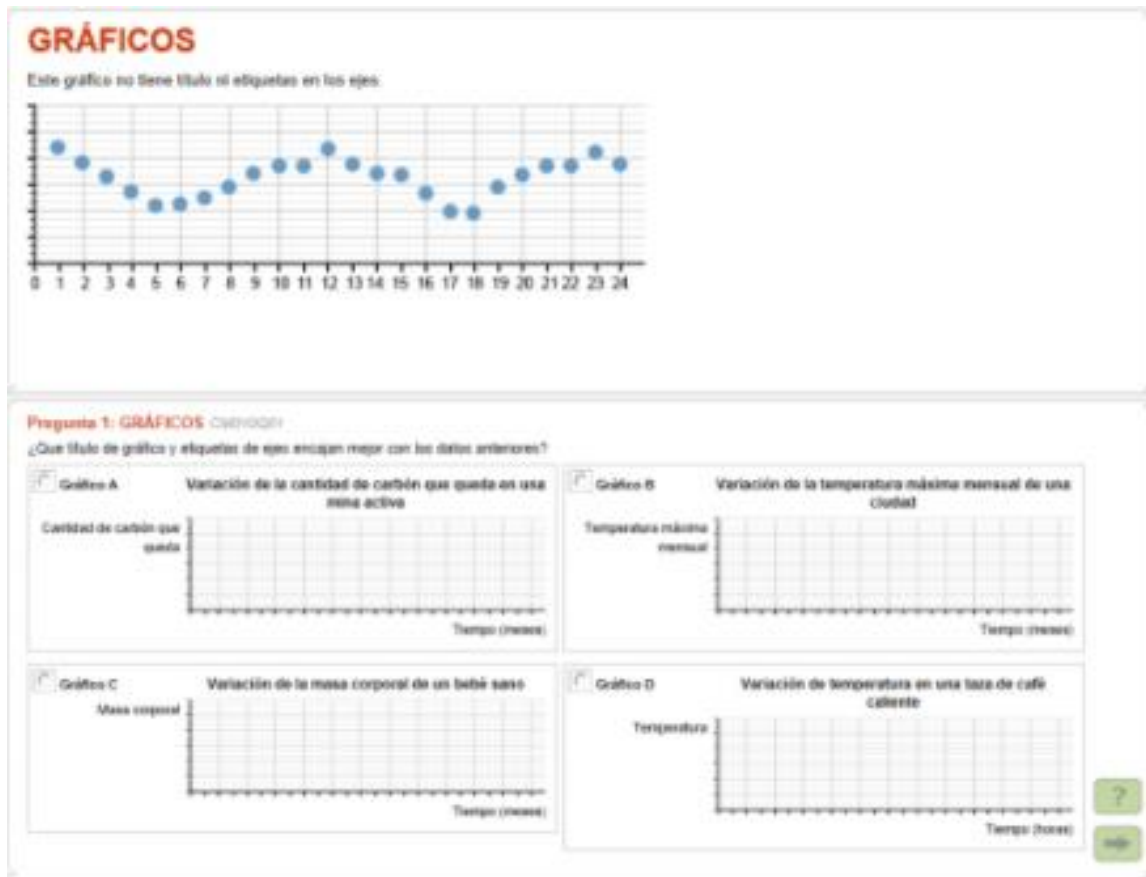 GRÁFICOS
Este gráfico no tiene título ni etiquetas en los ejes.
0 1 2 3 4 5 6 7 8 9 10 11 12 13 14 15 16 17 18 19 20 21 22 23 24
Pregunta 1: GRÁFICOS
¿Que título de gráfico y etiquetas de ejes encajan mejor con los datos anteriores?
Gráfico A
Variación de la cantidad de carbón que queda en una
mina activa
Cantidad de carbón que
queda
Tiempo (meses)
Gráfico B
Variación de la temperatura máxima mensual de una
ciudad
Temperatura máxima
mensual
Tiempo (meses)
Gráfico C
Variación de la masa corporal de un bebé sano
Masa corporal
Tiempo (meses)
Gráfico D
Variación de temperatura en una taza de café
caliente
Temperatura
Tiempo (horas)
?